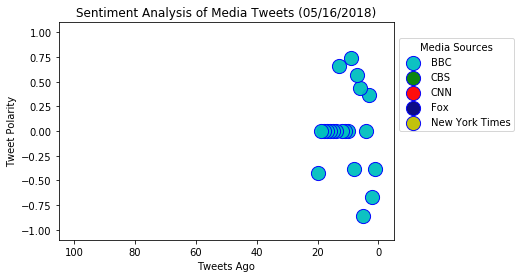 Sentiment Analysis of Media Tweets (05/16/2018)
1.00
0.75
0.50
0.25
0.00
−0.25
−0.50
−0.75
−1.00
Tweet Polarity
100
80
60
40
20
0
Tweets Ago
Media Sources
BBC
CBS
CNN
Fox
New York Times